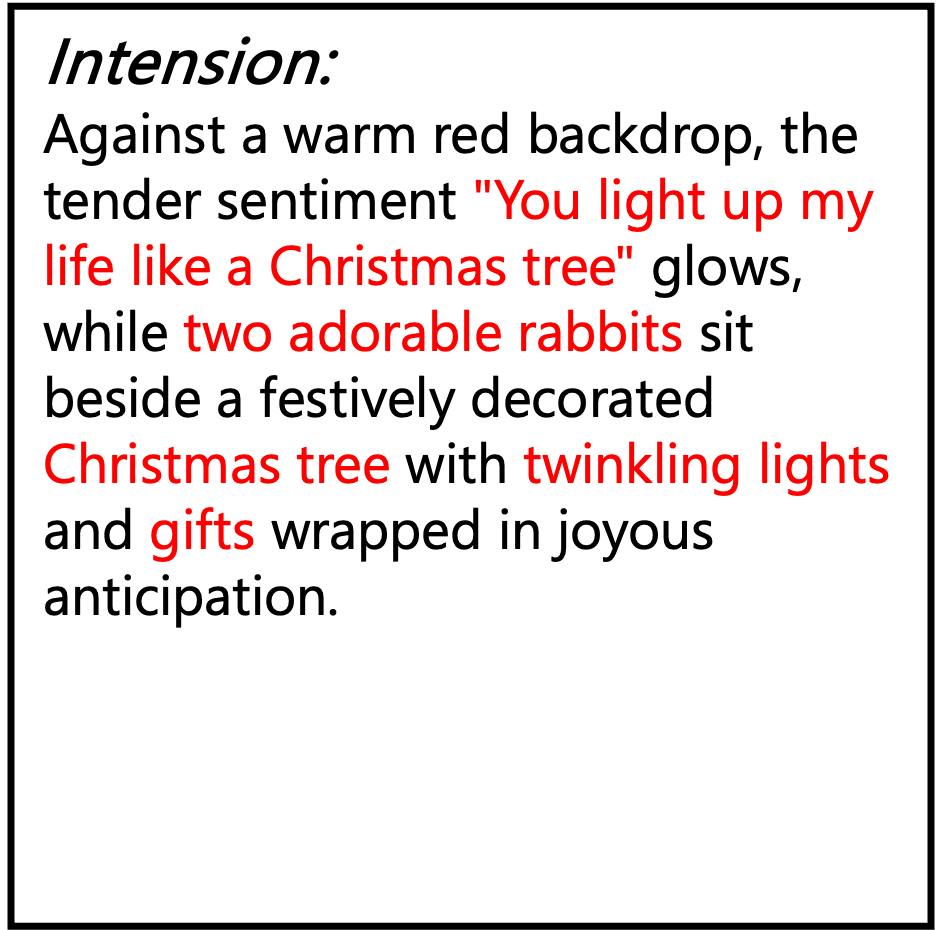 Intension:
Against a warm red backdrop, the
tender sentiment "You light up my
life like a Christmas tree" glows,
while two adorable rabbits sit
beside a festively decorated
Christmas tree with twinkling lights
and gifts wrapped in joyous
anticipation.